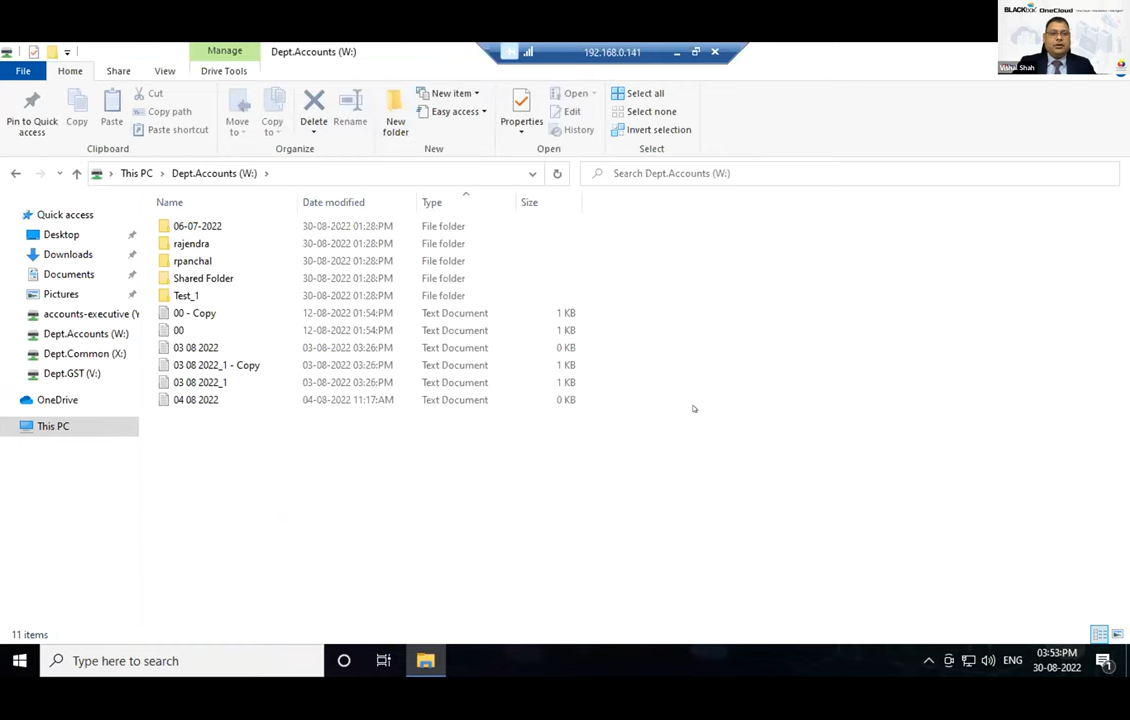 BLACKbox OneCloud
Vishal Shah
Manage
Dept.Accounts (W:)
192.168.0.141
File
Home
Share
View
Drive Tools
Pin to Quick access
Copy
Paste
Cut
Copy path
Paste shortcut
Clipboard
Move to
Copy to
Delete
Rename
Organize
New folder
New item
Easy access
New
Properties
Open
Edit
History
Open
Select all
Select none
Invert selection
Select
This PC > Dept.Accounts (W:) >
Search Dept.Accounts (W:)
Name Date modified Type Size
Quick access
Desktop
Downloads
Documents
Pictures
accounts-executive (Y
Dept.Accounts (W:)
Dept.Common (X:)
Dept.GST (V:)
OneDrive
This PC
06-07-2022 30-08-2022 01:28:PM File folder
rajendra 30-08-2022 01:28:PM File folder
rpanchal 30-08-2022 01:28:PM File folder
Shared Folder 30-08-2022 01:28:PM File folder
Test_1 30-08-2022 01:28:PM File folder
00 - Copy 12-08-2022 01:54:PM Text Document 1 KB
00 12-08-2022 01:54:PM Text Document 1 KB
03 08 2022 03-08-2022 03:26:PM Text Document 0 KB
03 08 2022_1 - Copy 03-08-2022 03:26:PM Text Document 1 KB
03 08 2022_1 03-08-2022 03:26:PM Text Document 1 KB
04 08 2022 04-08-2022 11:17:AM Text Document 0 KB
11 items
Type here to search
ENG
03:53:PM
30-08-2022
1